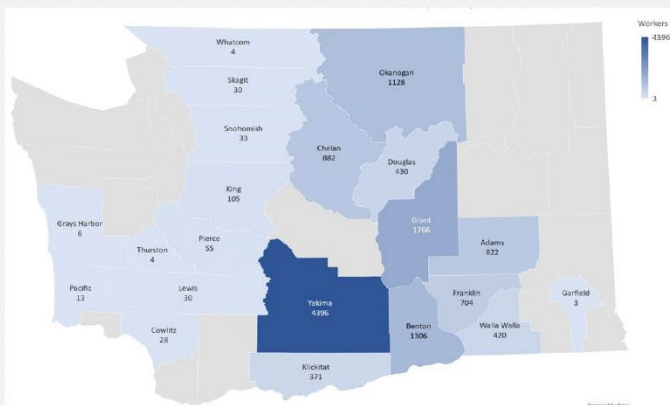 Workers
4396
3
Whatcom
4
Okanogan
1128
Skagit
30
Snohomish
33
Chelan
882
Douglas
430
King
105
Grant
1766
Grays Harbor
6
Pierce
55
Thurston
4
Adams
822
Pacific
13
Lewis
30
Yakima
4396
Franklin
704
Garfield
3
Cowlitz
28
Benton
1306
Walla Walla
420
Klickitat
371